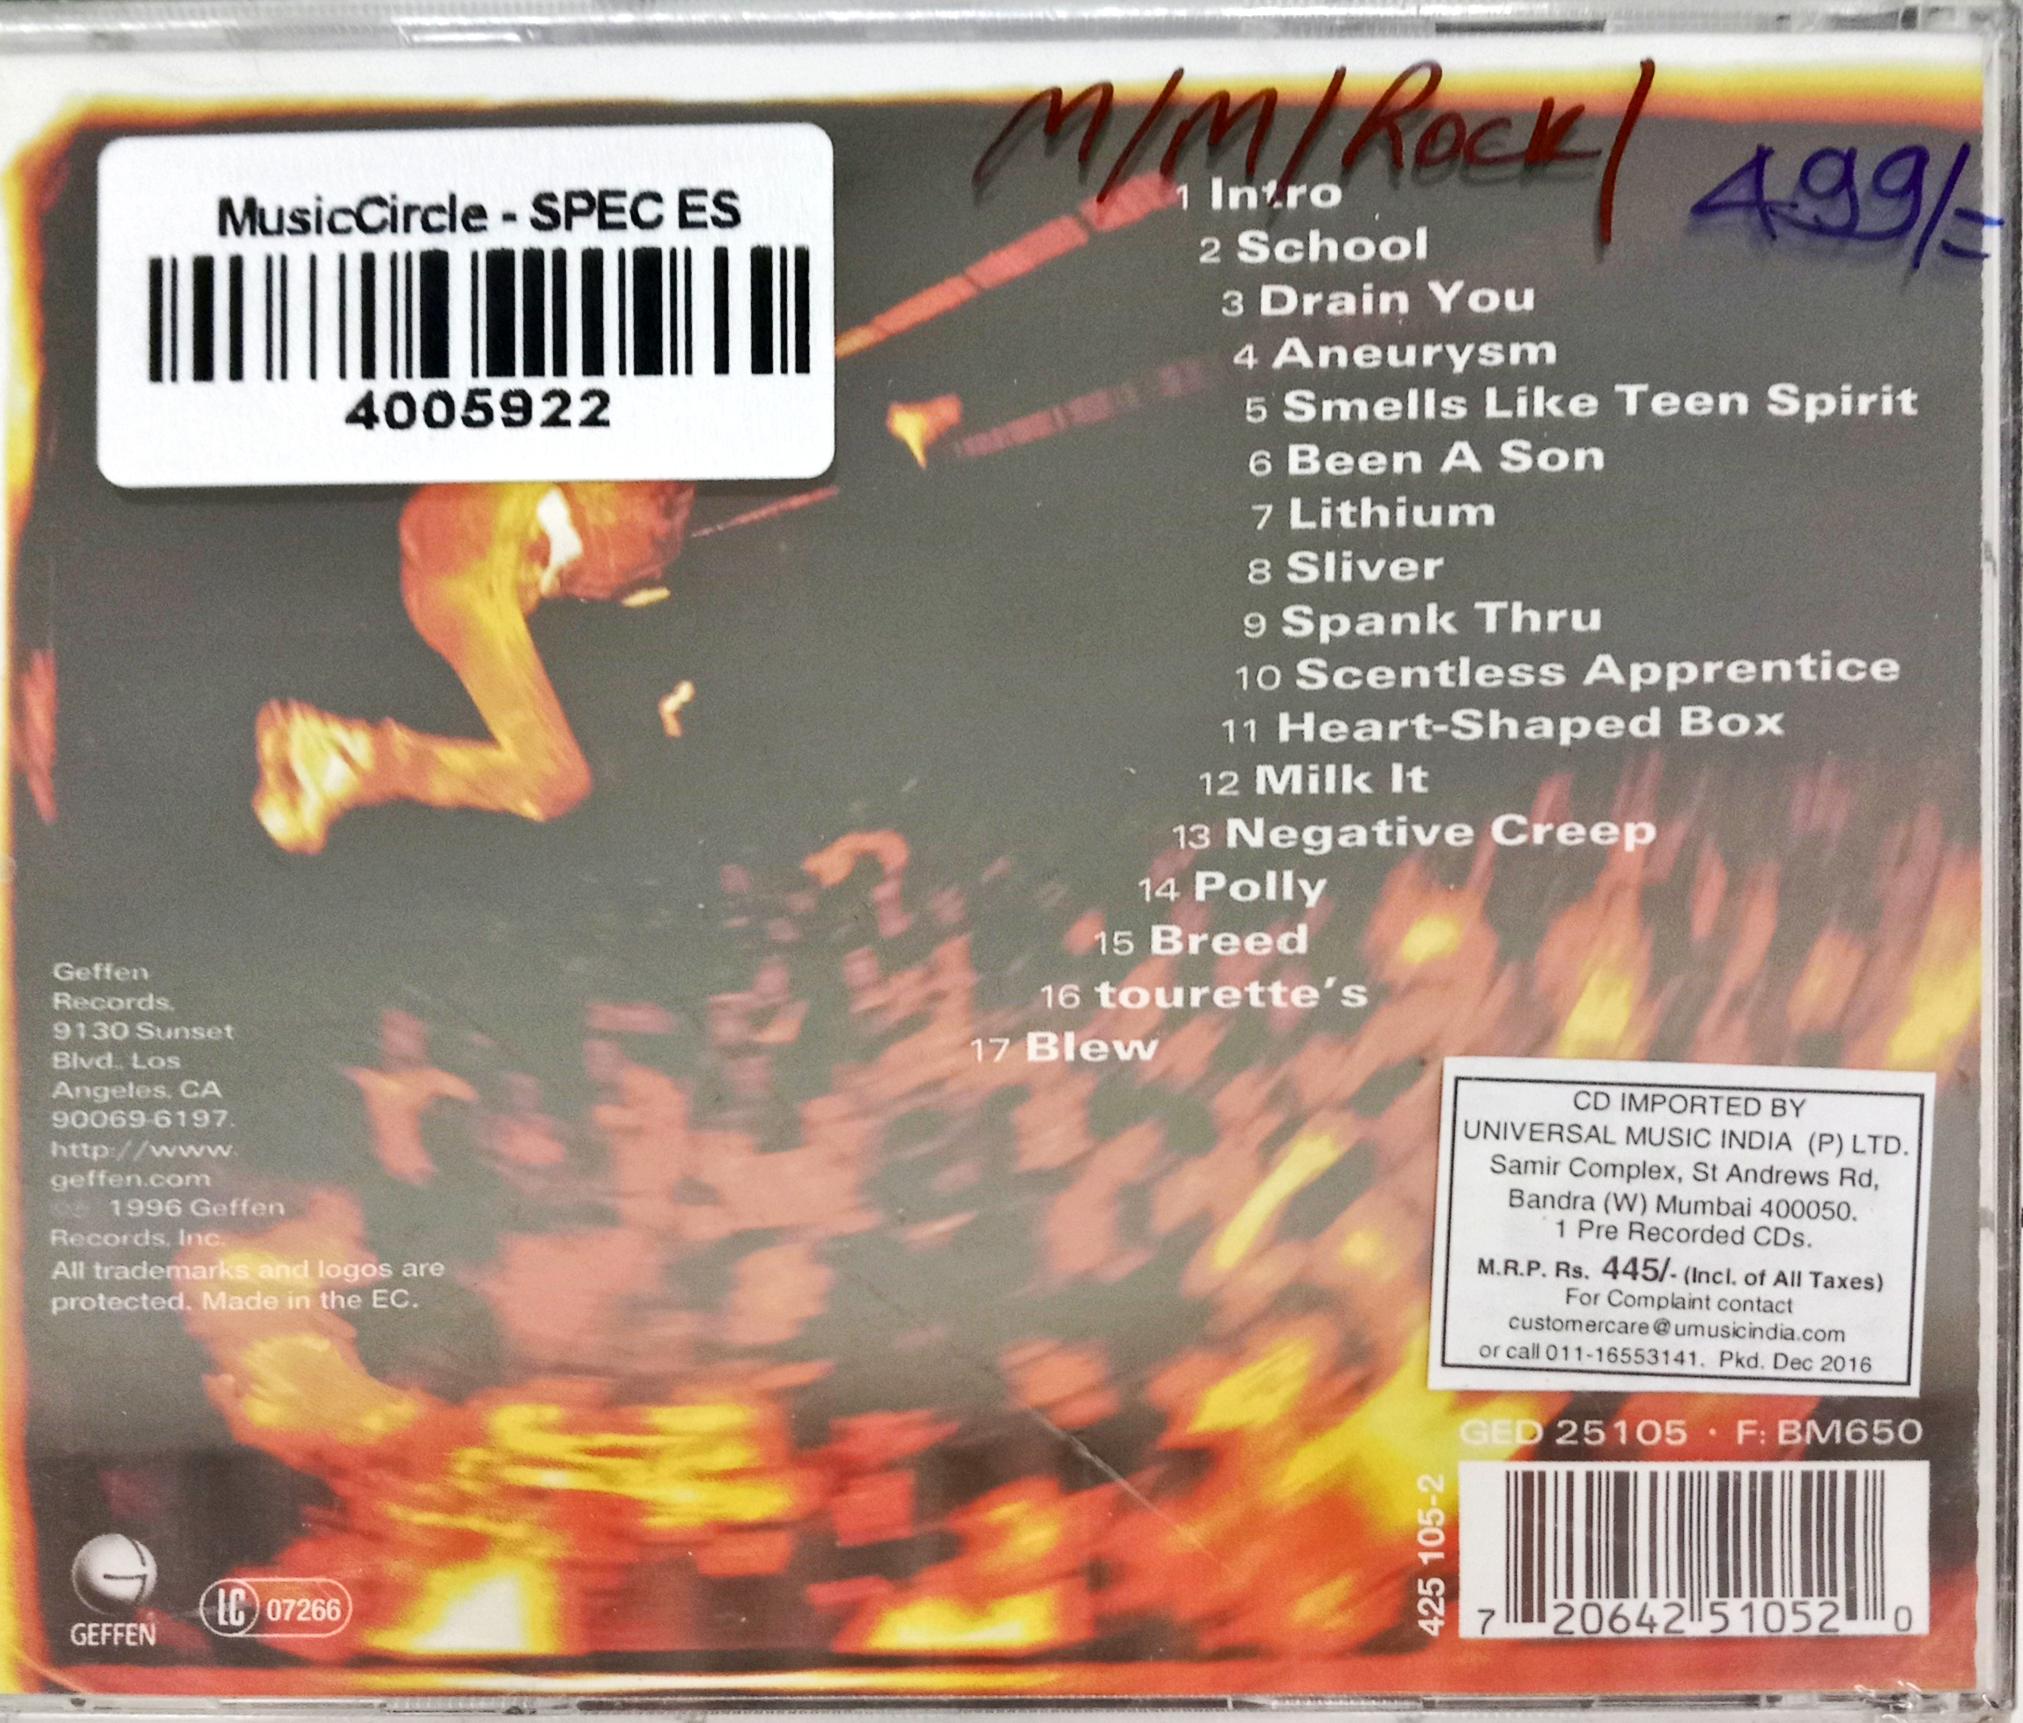 M/M/Rock/
499/=
MusicCircle - SPEC ES
4005922
1 Intro
2 School
3 Drain You
4 Aneurysm
5 Smells Like Teen Spirit
6 Been A Son
7 Lithium
8 Sliver
9 Spank Thru
10 Scentless Apprentice
11 Heart-Shaped Box
12 Milk It
13 Negative Creep
14 Polly
15 Breed
16 tourette's
17 Blew
Geffen
Records,
9130 Sunset
Blvd., Los
Angeles, CA
90069-6197.
http://www.
geffen.com
1996 Geffen
Records, Inc.
All trademarks and logos are
protected. Made in the EC.
CD IMPORTED BY
UNIVERSAL MUSIC INDIA (P) LTD.
Samir Complex, St Andrews Rd,
Bandra (W) Mumbai 400050.
1 Pre Recorded CDs.
M.R.P. Rs. 445/- (Incl. of All Taxes)
For Complaint contact
customercare@umusicindia.com
or call 011-16553141. Pkd. Dec 2016
GED 25105 · F: BM650
425 105-2
7 20642 51052 0
GEFFEN
LC 07266